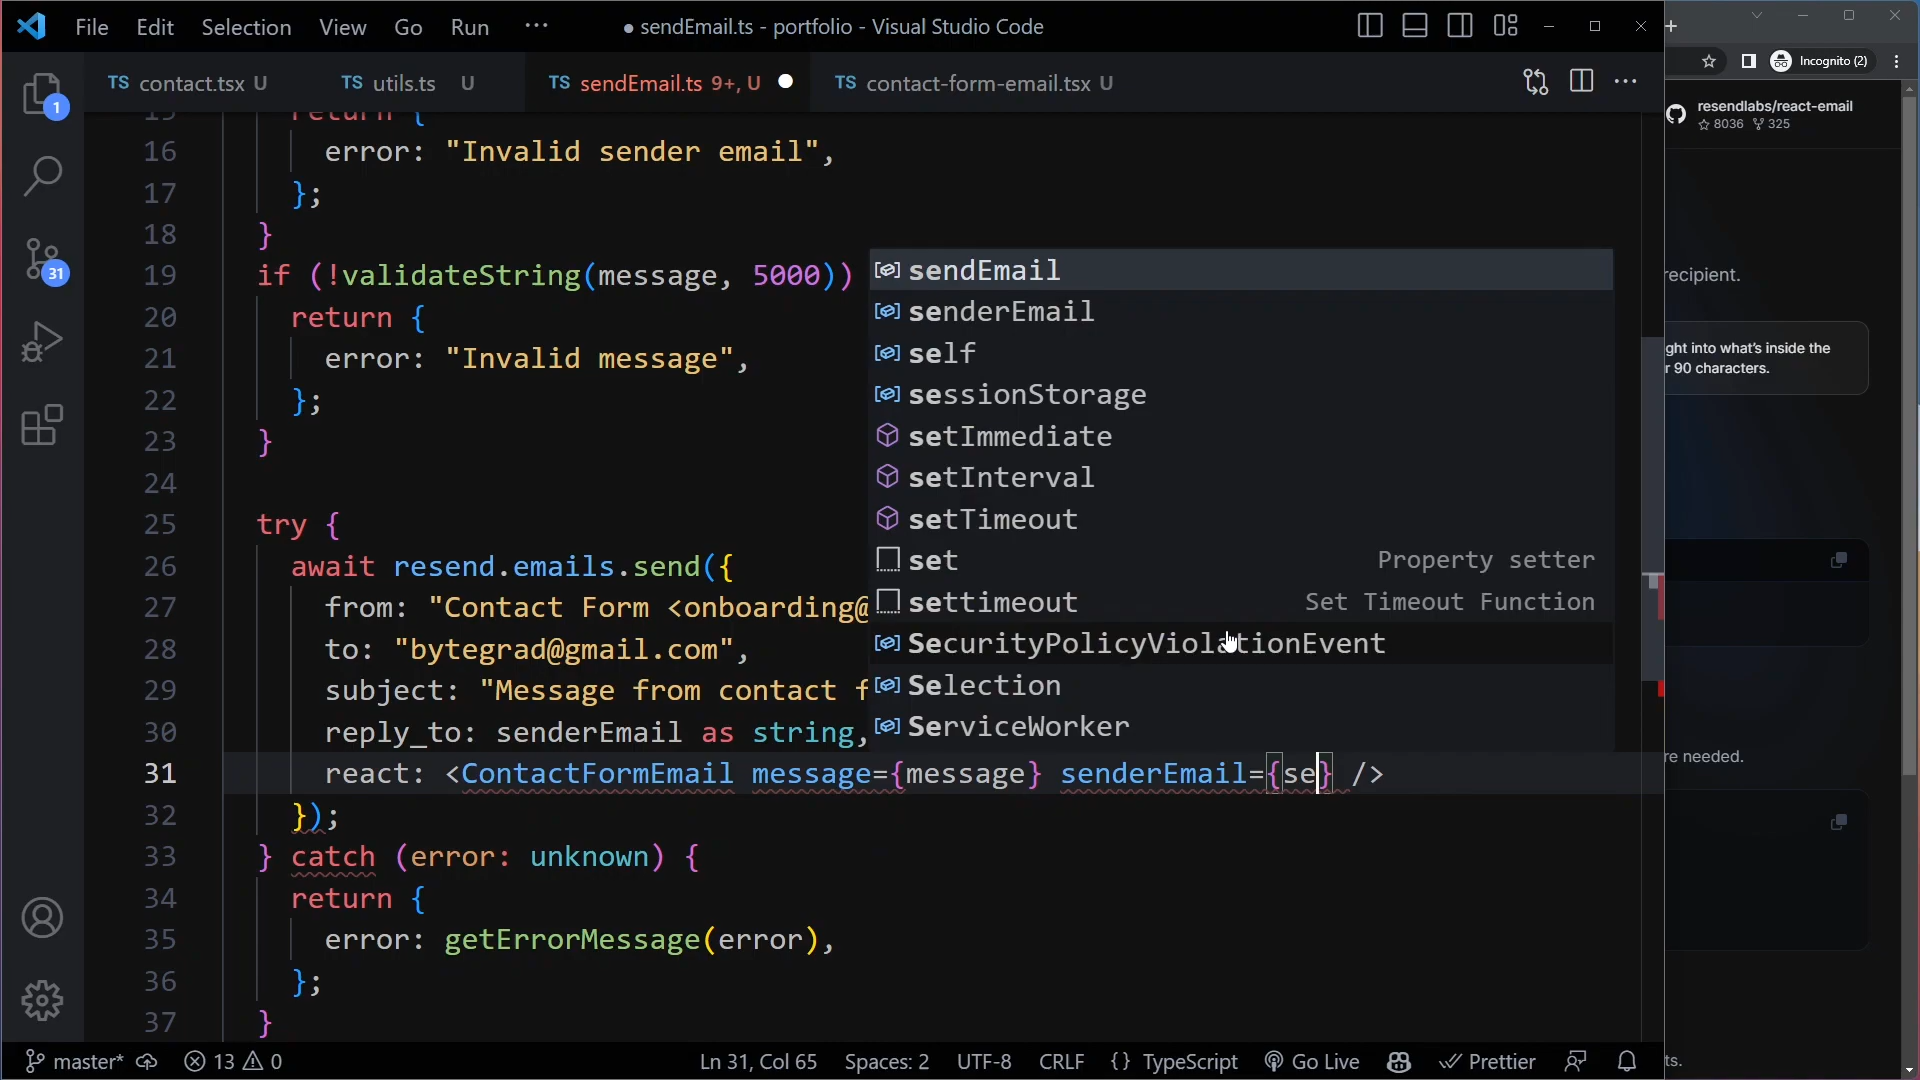 File Edit Selection View Go Run ··· ● sendEmail.ts - portfolio - Visual Studio Code
Incognito (2)
TS contact.tsx U TS utils.ts U TS sendEmail.ts 9+, U TS contact-form-email.tsx U
resendlabs/react-email
8036 325
1
31
16 error: "Invalid sender email",
17 };
18 }
19 if (!validateString(message, 5000))
20 return {
21 error: "Invalid message",
22 };
23 }
24
25 try {
26 await resend.emails.send({
27 from: "Contact Form <onboarding@
28 to: "bytegrad@gmail.com",
29 subject: "Message from contact f
30 reply_to: senderEmail as string,
31 react: <ContactFormEmail message={message} senderEmail={se} />
32 });
33 } catch (error: unknown) {
34 return {
35 error: getErrorMessage(error),
36 };
37 }
sendEmail
senderEmail
self
sessionStorage
setImmediate
setInterval
setTimeout
set Property setter
settimeout Set Timeout Function
SecurityPolicyViolationEvent
Selection
ServiceWorker
ecipient.
ght into what's inside the
r 90 characters.
re needed.
ts.
master* 13 0 Ln 31, Col 65 Spaces: 2 UTF-8 CRLF {} TypeScript Go Live Prettier